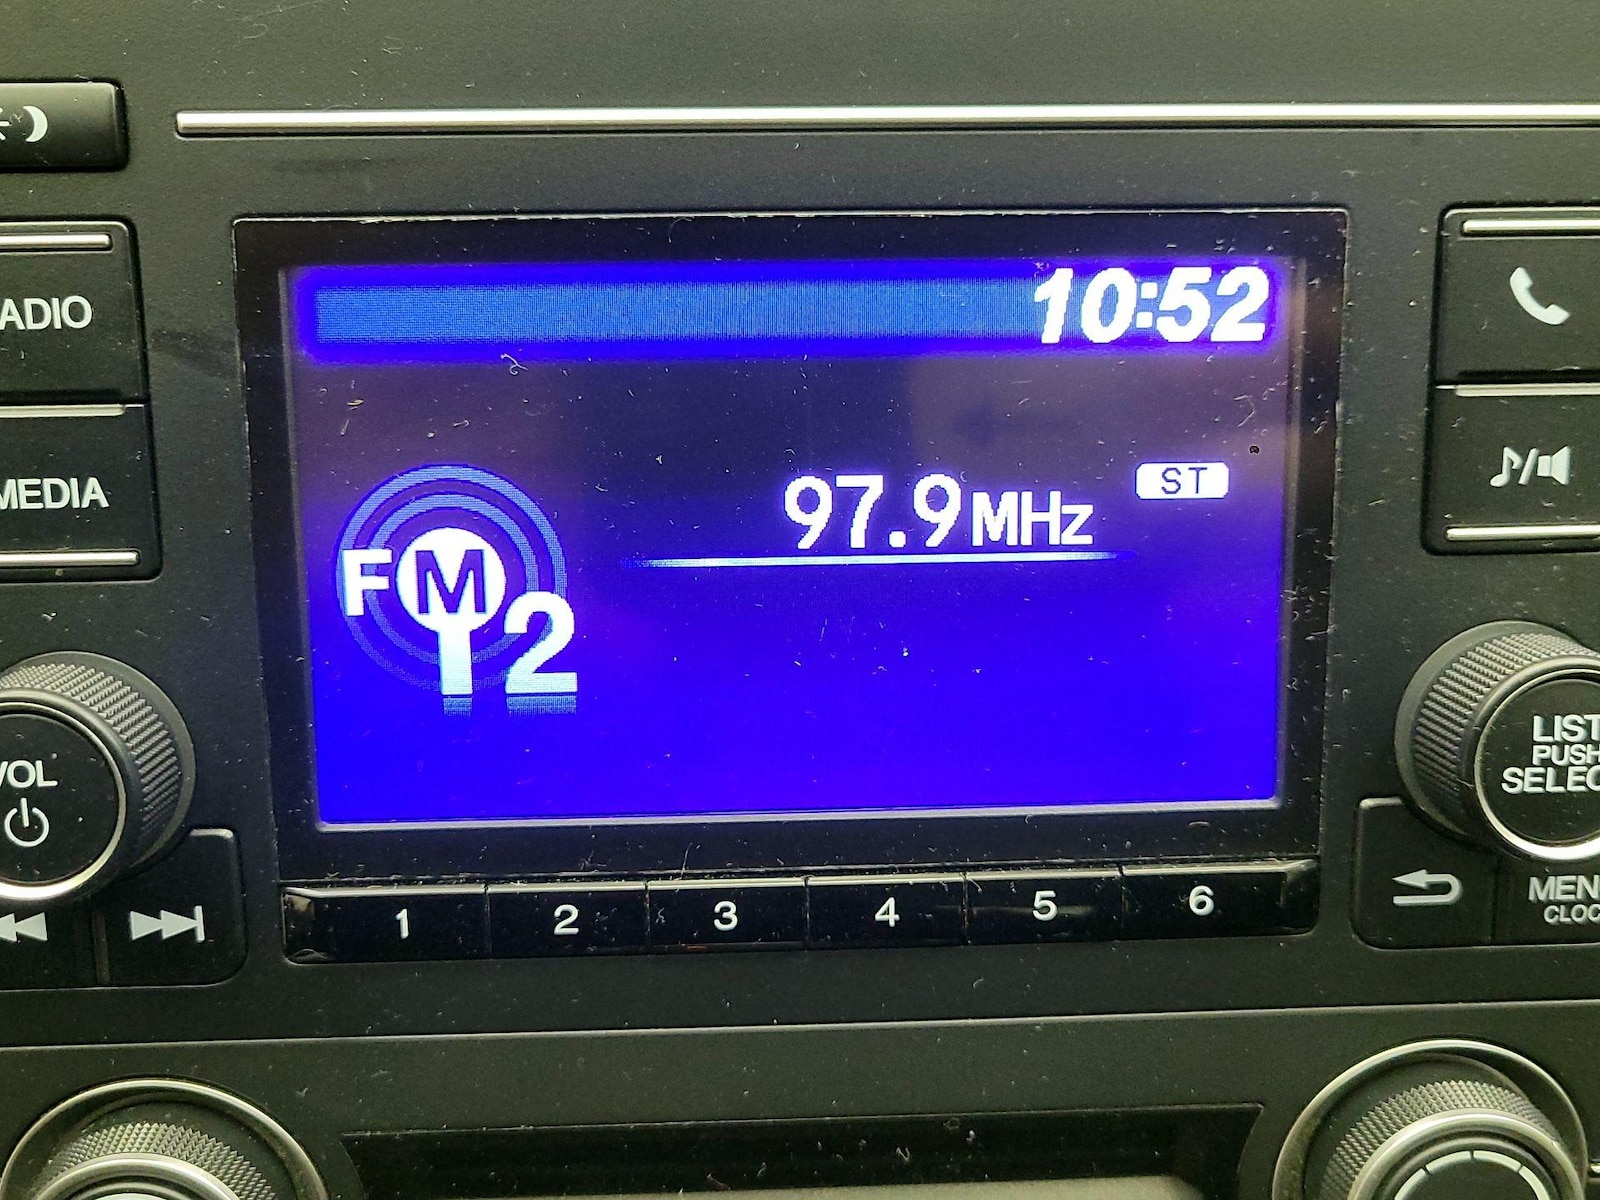 10:52
ADIO
MEDIA
97.9MHz
ST
FM
2
VOL
LIST
PUSH
SELEC
1
2
3
4
5
6
MEN
CLOC